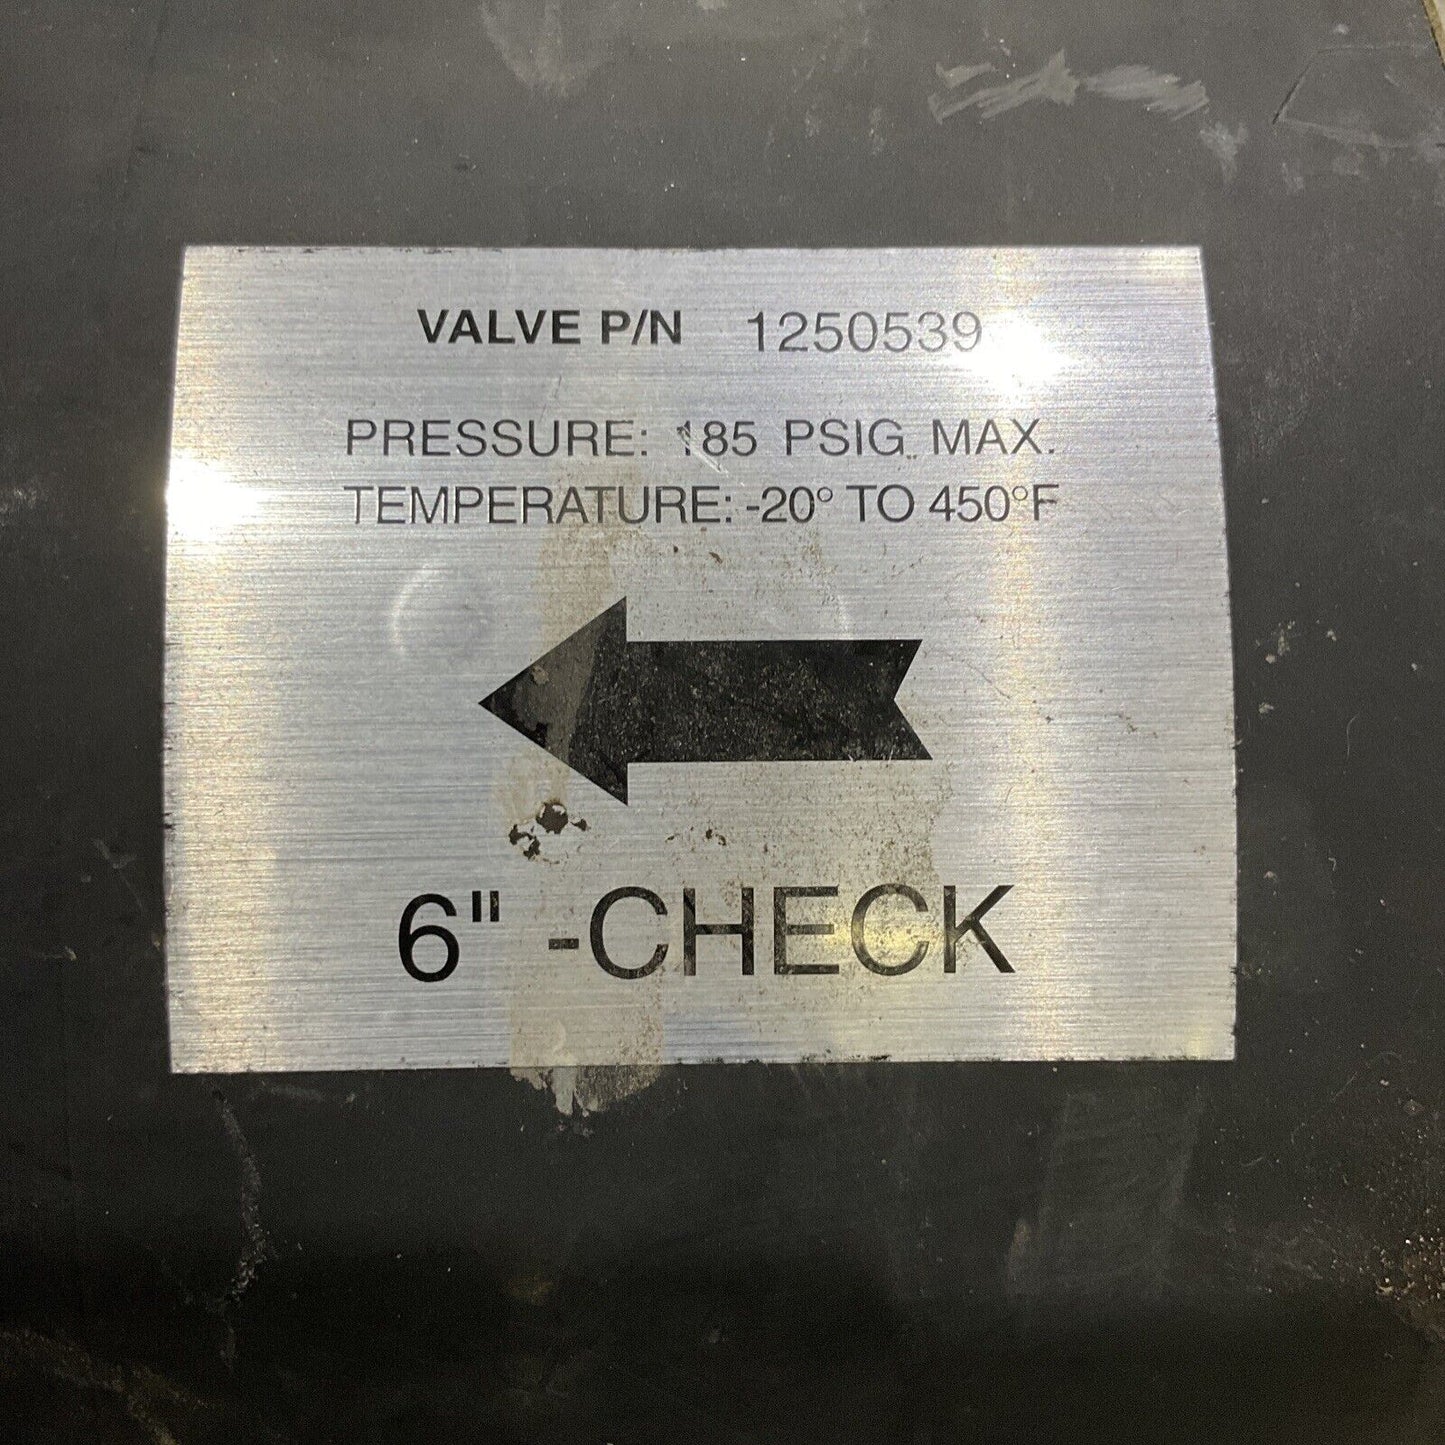 VALVE P/N 1250539
PRESSURE: 185 PSIG MAX.
TEMPERATURE: -20° TO 450°F
6" -CHECK